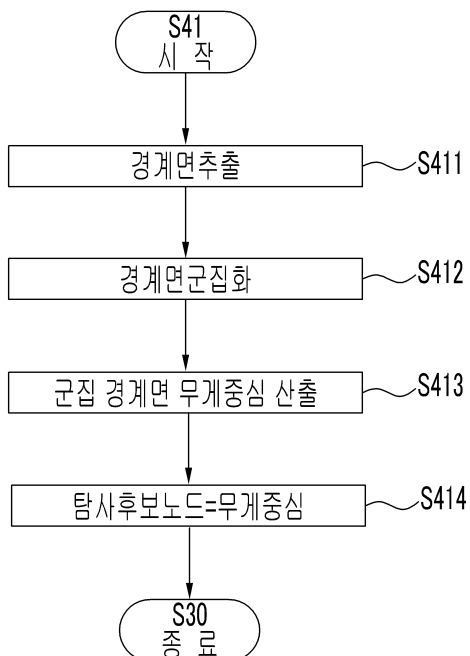 S41
시 작
경계면추출
S411
경계면군집화
S412
군집 경계면 무게중심 산출
S413
탐사후보노드=무게중심
S414
S30
종 료